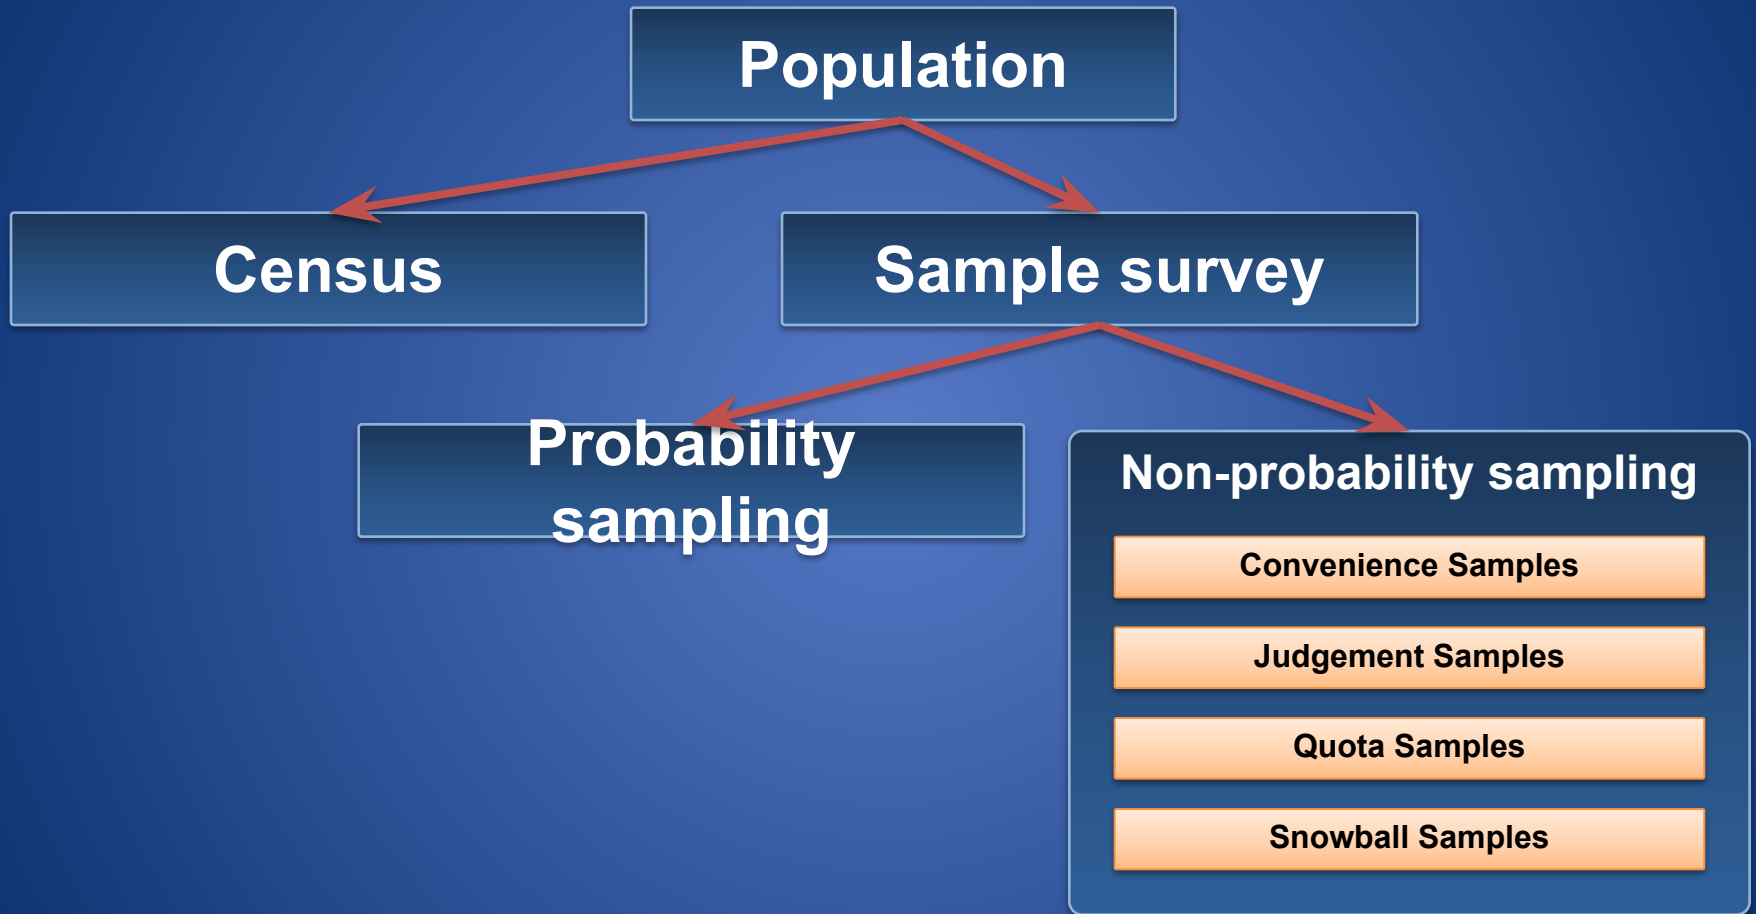 Population
Census
Sample survey
Probability
sampling
Non-probability sampling
Convenience Samples
Judgement Samples
Quota Samples
Snowball Samples